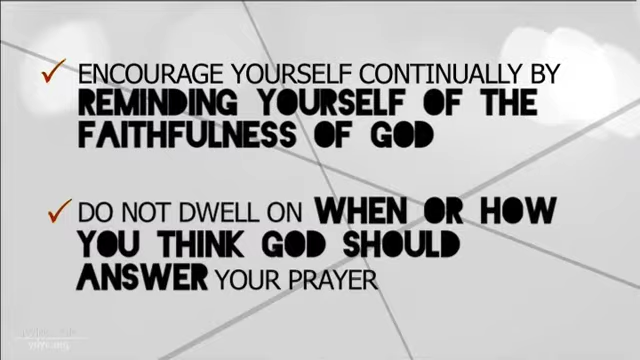 ENCOURAGE YOURSELF CONTINUALLY BY
REMINDING YOURSELF OF THE
FAITHFULNESS OF GOD
DO NOT DWELL ON WHEN OR HOW
YOU THINK GOD SHOULD
ANSWER YOUR PRAYER